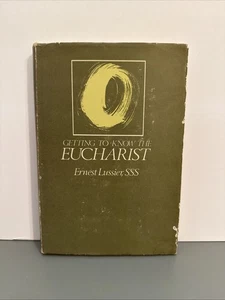 GETTING TO KNOW THE
EUCHARIST
Ernest Lussier, SSS